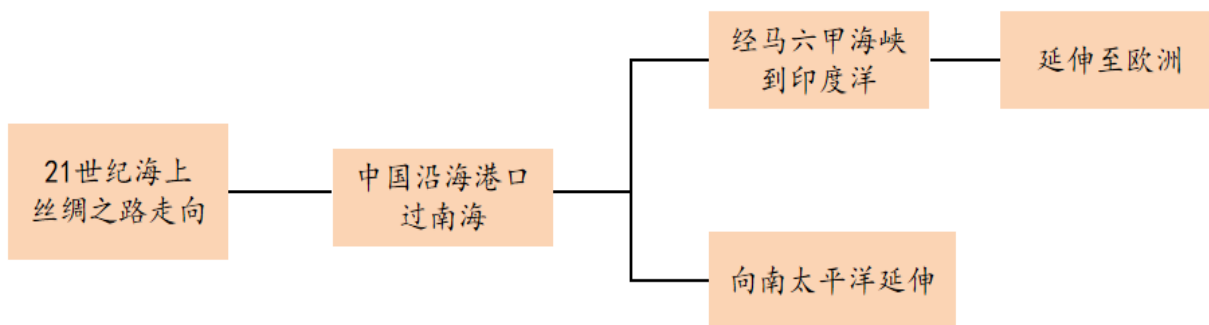 21世纪海上
丝绸之路走向
中国沿海港口
过南海
经马六甲海峡
到印度洋
延伸至欧洲
向南太平洋延伸